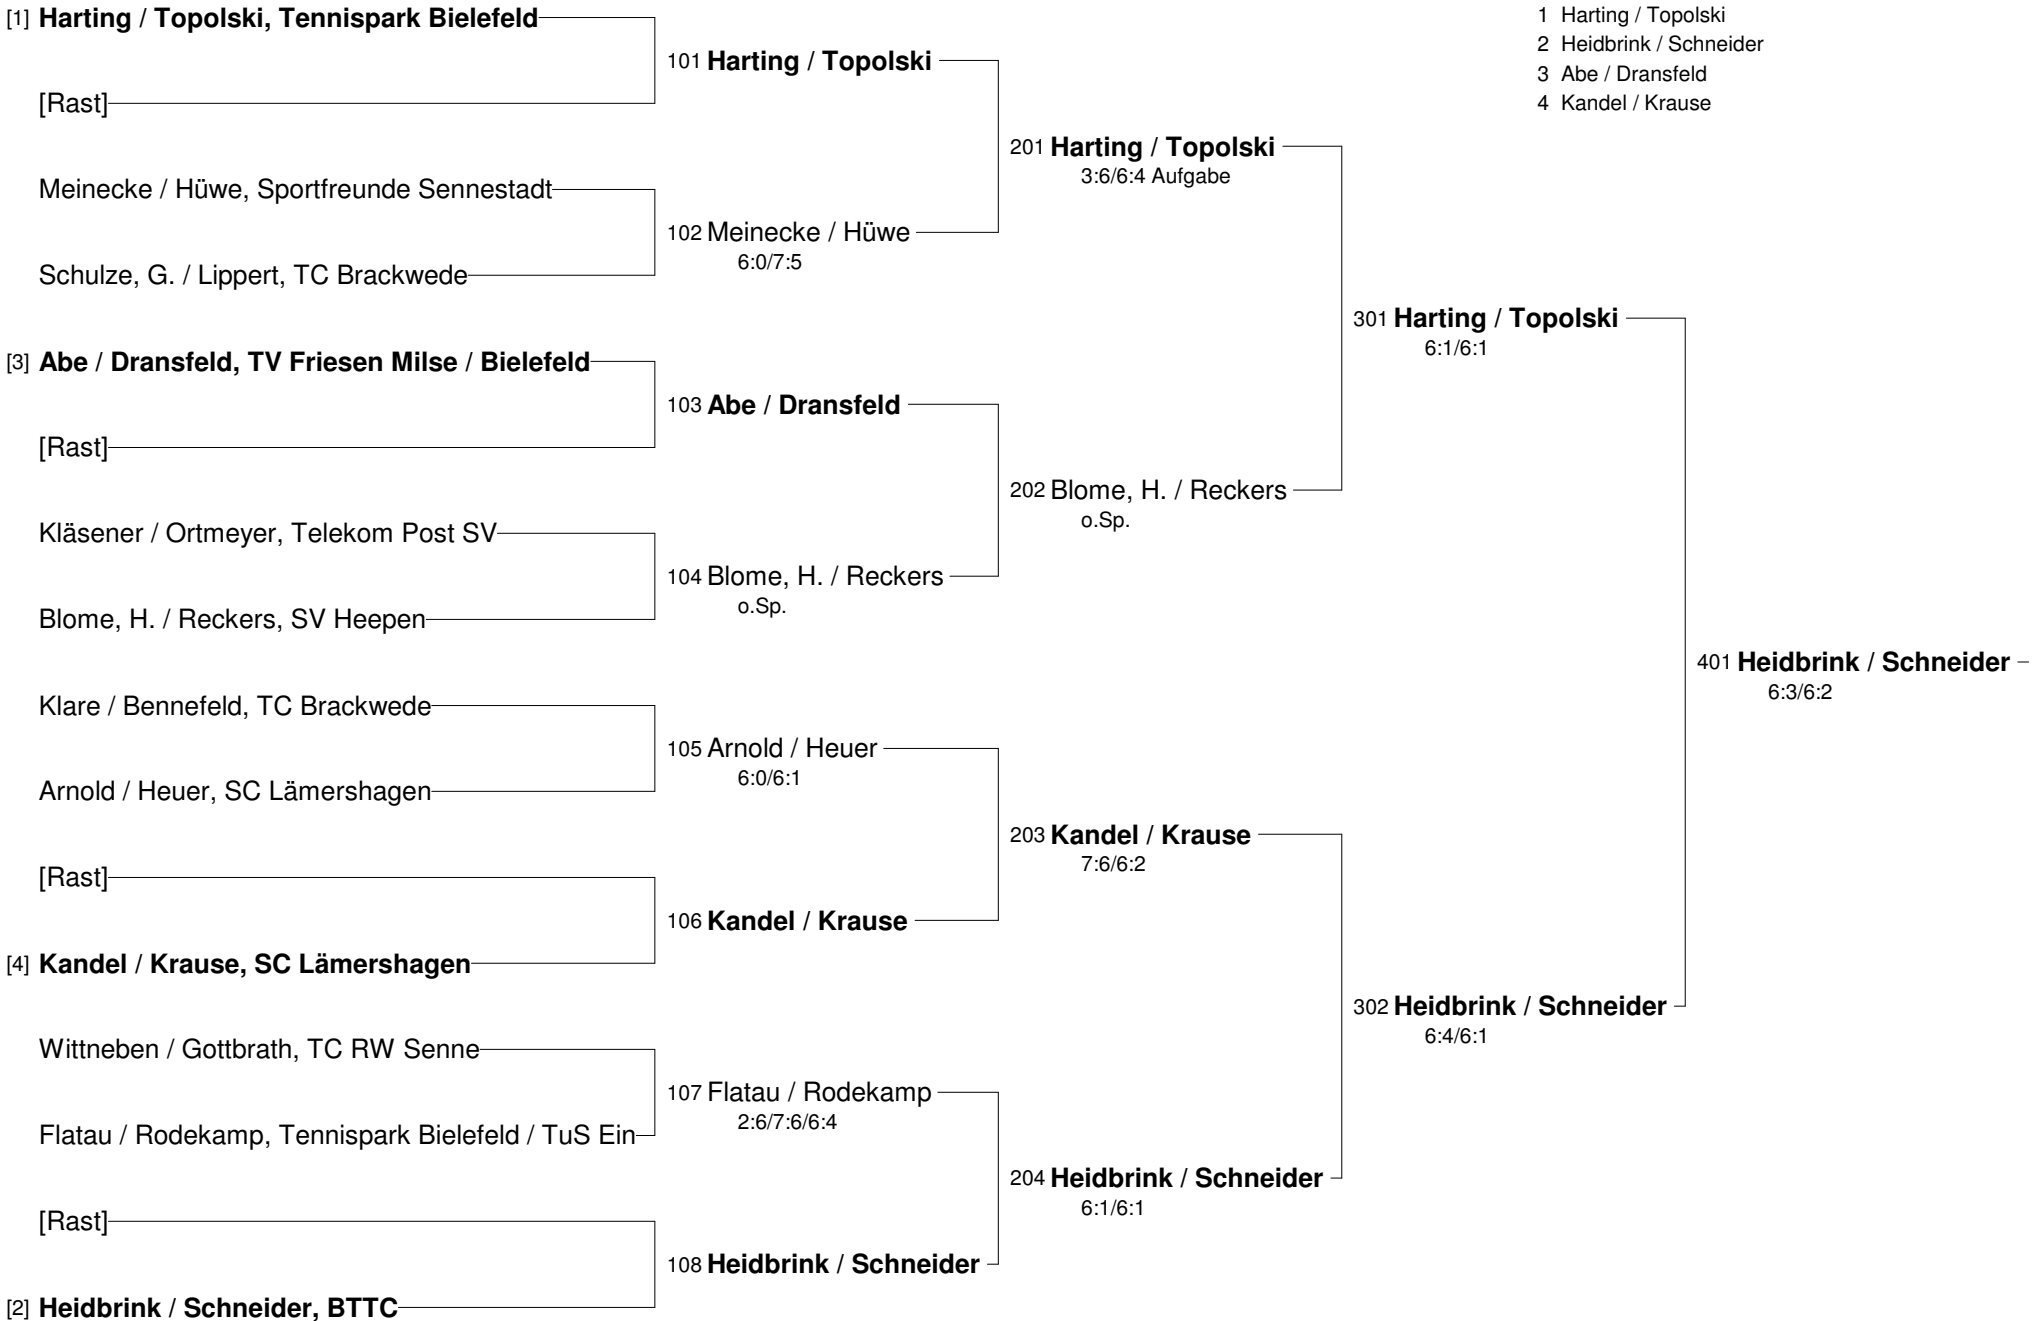 [1] Harting / Topolski, Tennispark Bielefeld
[Rast]
Meinecke / Hüwe, Sportfreunde Sennestadt
Schulze, G. / Lippert, TC Brackwede
[3] Abe / Dransfeld, TV Friesen Milse / Bielefeld
[Rast]
Kläsener / Ortmeyer, Telekom Post SV
Blome, H. / Reckers, SV Heepen
Klare / Bennefeld, TC Brackwede
Arnold / Heuer, SC Lämershagen
[Rast]
[4] Kandel / Krause, SC Lämershagen
Wittneben / Gottbrath, TC RW Senne
Flatau / Rodekamp, Tennispark Bielefeld / TuS Ein
[Rast]
[2] Heidbrink / Schneider, BTTC
101 Harting / Topolski
102 Meinecke / Hüwe
6:0/7:5
103 Abe / Dransfeld
104 Blome, H. / Reckers
o.Sp.
105 Arnold / Heuer
6:0/6:1
106 Kandel / Krause
107 Flatau / Rodekamp
2:6/7:6/6:4
108 Heidbrink / Schneider
201 Harting / Topolski
3:6/6:4 Aufgabe
202 Blome, H. / Reckers
o.Sp.
203 Kandel / Krause
7:6/6:2
204 Heidbrink / Schneider
6:1/6:1
301 Harting / Topolski
6:1/6:1
302 Heidbrink / Schneider
6:4/6:1
401 Heidbrink / Schneider
6:3/6:2
1 Harting / Topolski
2 Heidbrink / Schneider
3 Abe / Dransfeld
4 Kandel / Krause